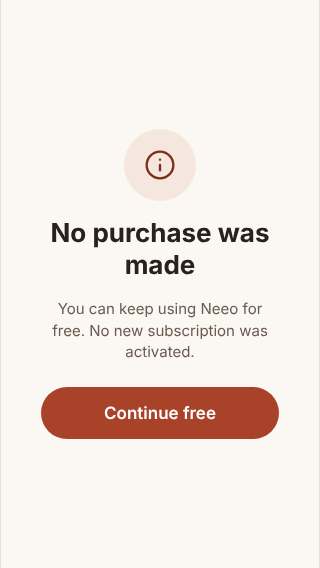 No purchase was
made
You can keep using Neeo for
free. No new subscription was
activated.
Continue free